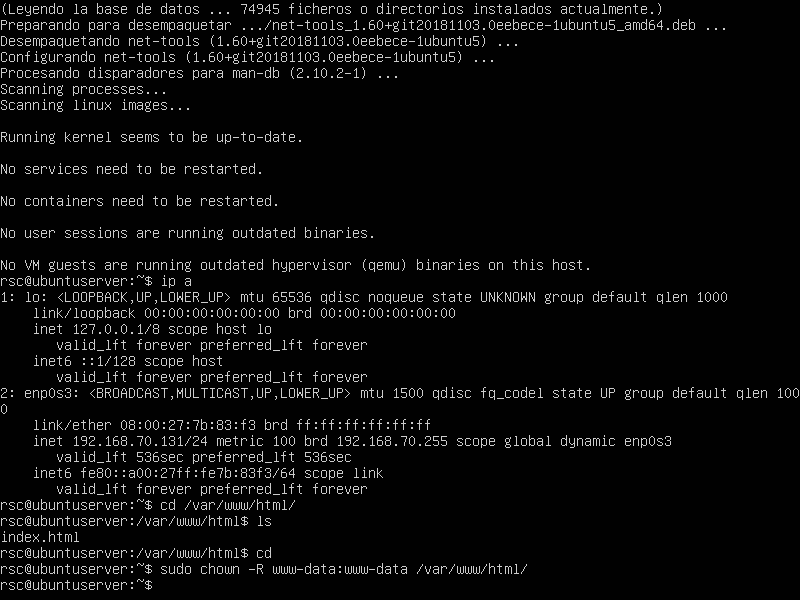 (Leyendo la base de datos ... 74945 ficheros o directorios instalados actualmente.)
Preparando para desempaquetar .../net-tools_1.60+git20181103.0eebece-1ubuntu5_amd64.deb ...
Desempaquetando net-tools (1.60+git20181103.0eebece-1ubuntu5) ...
Configurando net-tools (1.60+git20181103.0eebece-1ubuntu5) ...
Procesando disparadores para man-db (2.10.2-1) ...
Scanning processes...
Scanning linux images...
Running kernel seems to be up-to-date.
No services need to be restarted.
No containers need to be restarted.
No user sessions are running outdated binaries.
No VM guests are running outdated hypervisor (qemu) binaries on this host.
rsc@ubuntuserver:~$ ip a
1: lo: <LOOPBACK,UP,LOWER_UP> mtu 65536 qdisc noqueue state UNKNOWN group default qlen 1000
    link/loopback 00:00:00:00:00:00 brd 00:00:00:00:00:00
    inet 127.0.0.1/8 scope host lo
       valid_lft forever preferred_lft forever
    inet6 ::1/128 scope host
       valid_lft forever preferred_lft forever
2: enp0s3: <BROADCAST,MULTICAST,UP,LOWER_UP> mtu 1500 qdisc fq_codel state UP group default qlen 100
0
    link/ether 08:00:27:7b:83:f3 brd ff:ff:ff:ff:ff:ff
    inet 192.168.70.131/24 metric 100 brd 192.168.70.255 scope global dynamic enp0s3
       valid_lft 536sec preferred_lft 536sec
    inet6 fe80::a00:27ff:fe7b:83f3/64 scope link
       valid_lft forever preferred_lft forever
rsc@ubuntuserver:~$ cd /var/www/html/
rsc@ubuntuserver:/var/www/html$ ls
index.html
rsc@ubuntuserver:/var/www/html$ cd
rsc@ubuntuserver:~$ sudo chown -R www-data:www-data /var/www/html/
rsc@ubuntuserver:~$